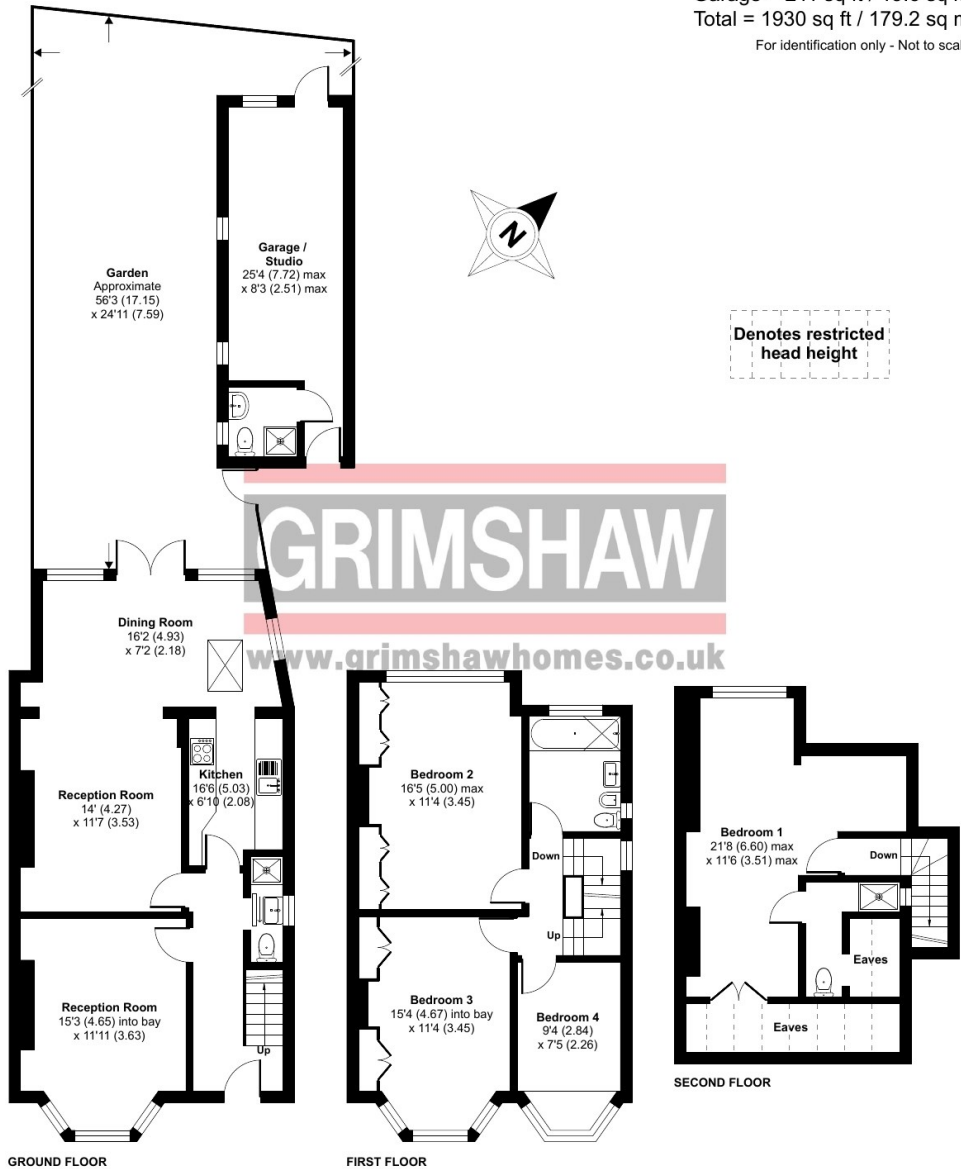 Total = 1930 sq ft / 179.2 sq m
For identification only - Not to scal
N
Garden
Approximate
56'3 (17.15)
x 24'11 (7.59)
Garage /
Studio
25'4 (7.72) max
x 8'3 (2.51) max
Denotes restricted
head height
GRIMSHAW
www.grimshawhomes.co.uk
Dining Room
16'2 (4.93)
x 7'2 (2.18)
Kitchen
16'6 (5.03)
x 6'10 (2.08)
Reception Room
14' (4.27)
x 11'7 (3.53)
Reception Room
15'3 (4.65) into bay
x 11'11 (3.63)
Up
GROUND FLOOR
Bedroom 2
16'5 (5.00) max
x 11'4 (3.45)
Down
Up
Bedroom 3
15'4 (4.67) into bay
x 11'4 (3.45)
Bedroom 4
9'4 (2.84)
x 7'5 (2.26)
FIRST FLOOR
Bedroom 1
21'8 (6.60) max
x 11'6 (3.51) max
Down
Eaves
Eaves
SECOND FLOOR